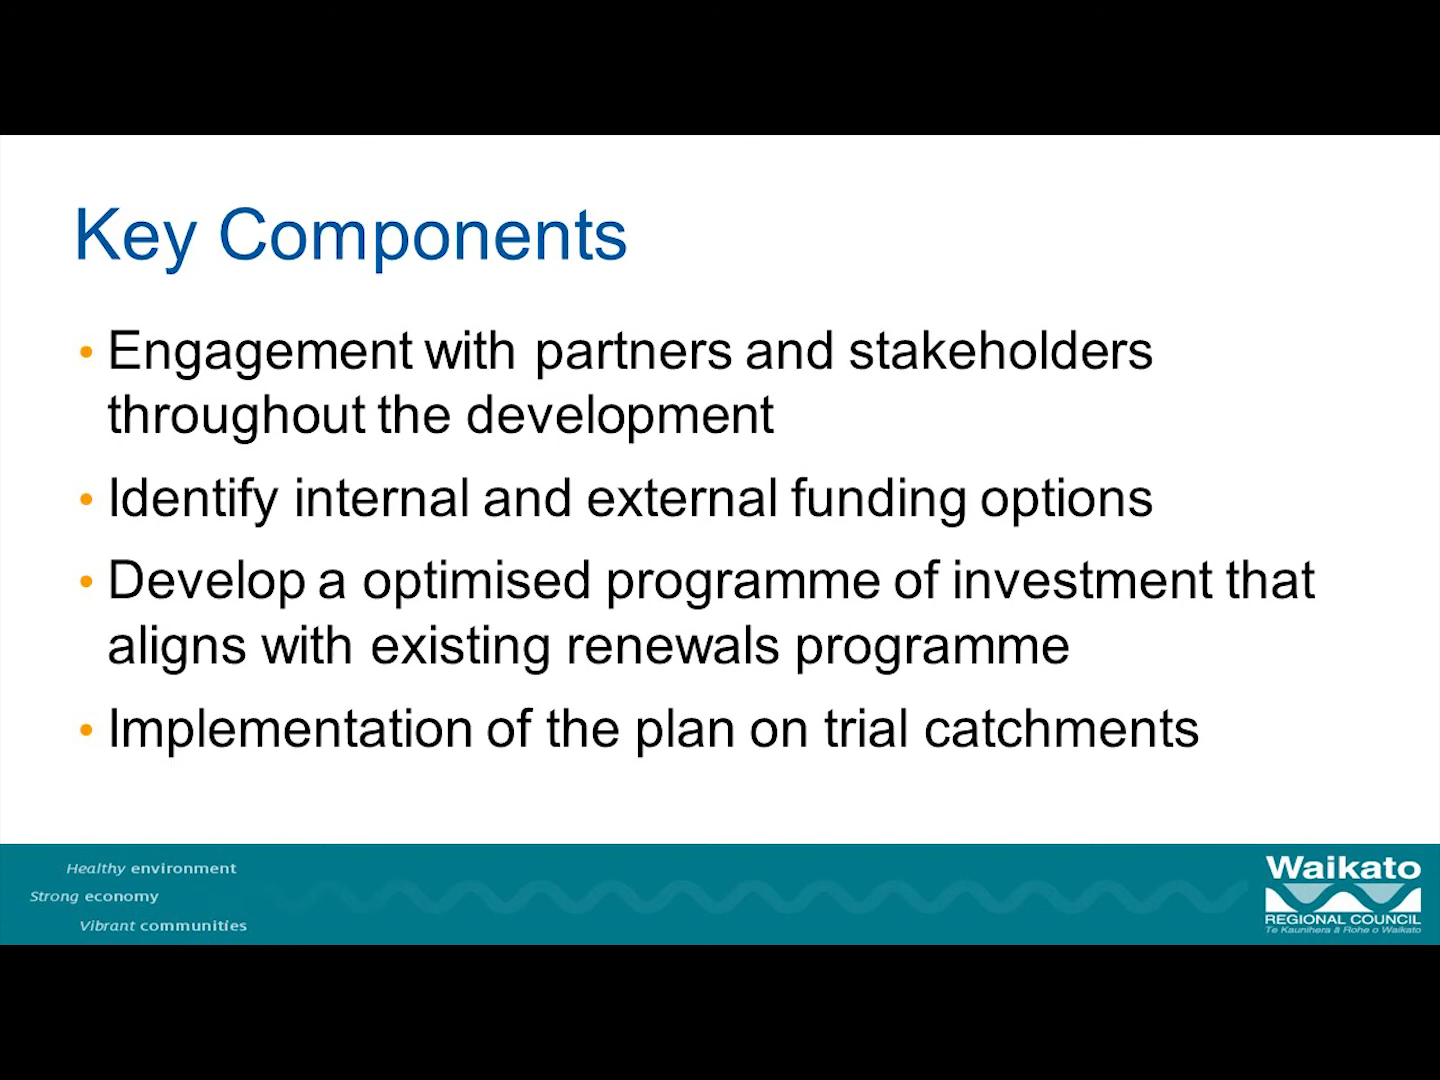 Key Components
• Engagement with partners and stakeholders
throughout the development
• Identify internal and external funding options
• Develop a optimised programme of investment that
aligns with existing renewals programme
• Implementation of the plan on trial catchments
Healthy environment
Strong economy
Vibrant communities
Waikato
REGIONAL COUNCIL
Te Kaunihera ā Rohe o Waikato